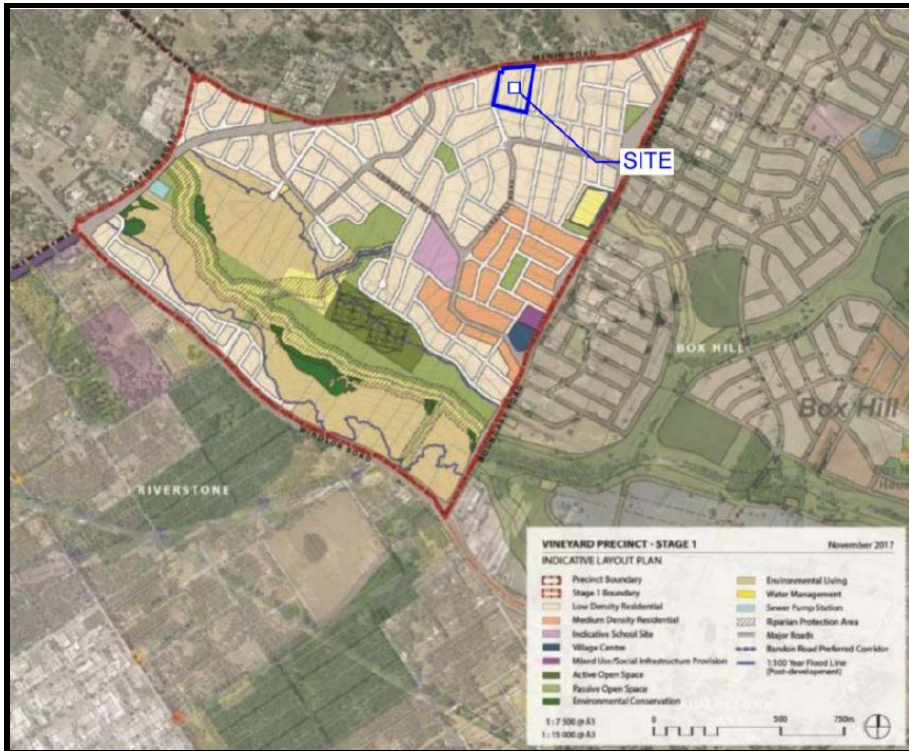 MENIN ROAD
SITE
BOX HILL
Box Hill
WINDSOR ROAD
RIVERSTONE
VINEYARD PRECINCT - STAGE 1
November 2017
INDICATIVE LAYOUT PLAN
Precinct Boundary
Stage 1 Boundary
Low Density Residential
Medium Density Residential
Indicative School Site
Village Centre
Mixed Use/Social Infrastructure Provision
Active Open Space
Passive Open Space
Environmental Conservation
Environmental Living
Water Management
Sewer Pump Station
Riparian Protection Area
Major Roads
Bandon Road Preferred Corridor
1:100 Year Flood Line
(Post-development)
1 : 7 500 @ A1
1 : 15 000 @ A3
0 500 750m